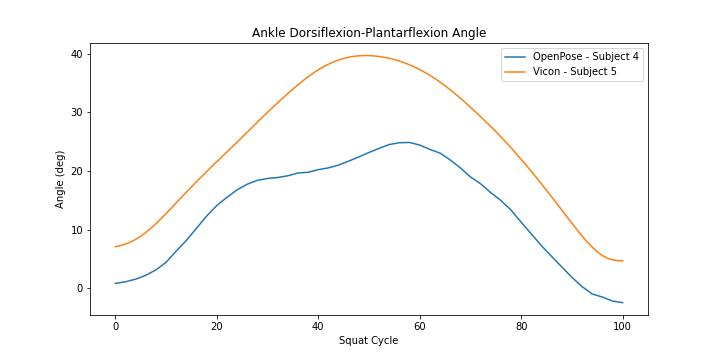 Ankle Dorsiflexion-Plantarflexion Angle
OpenPose - Subject 4
Vicon - Subject 5
40
30
20
10
0
Angle (deg)
0 20 40 60 80 100
Squat Cycle